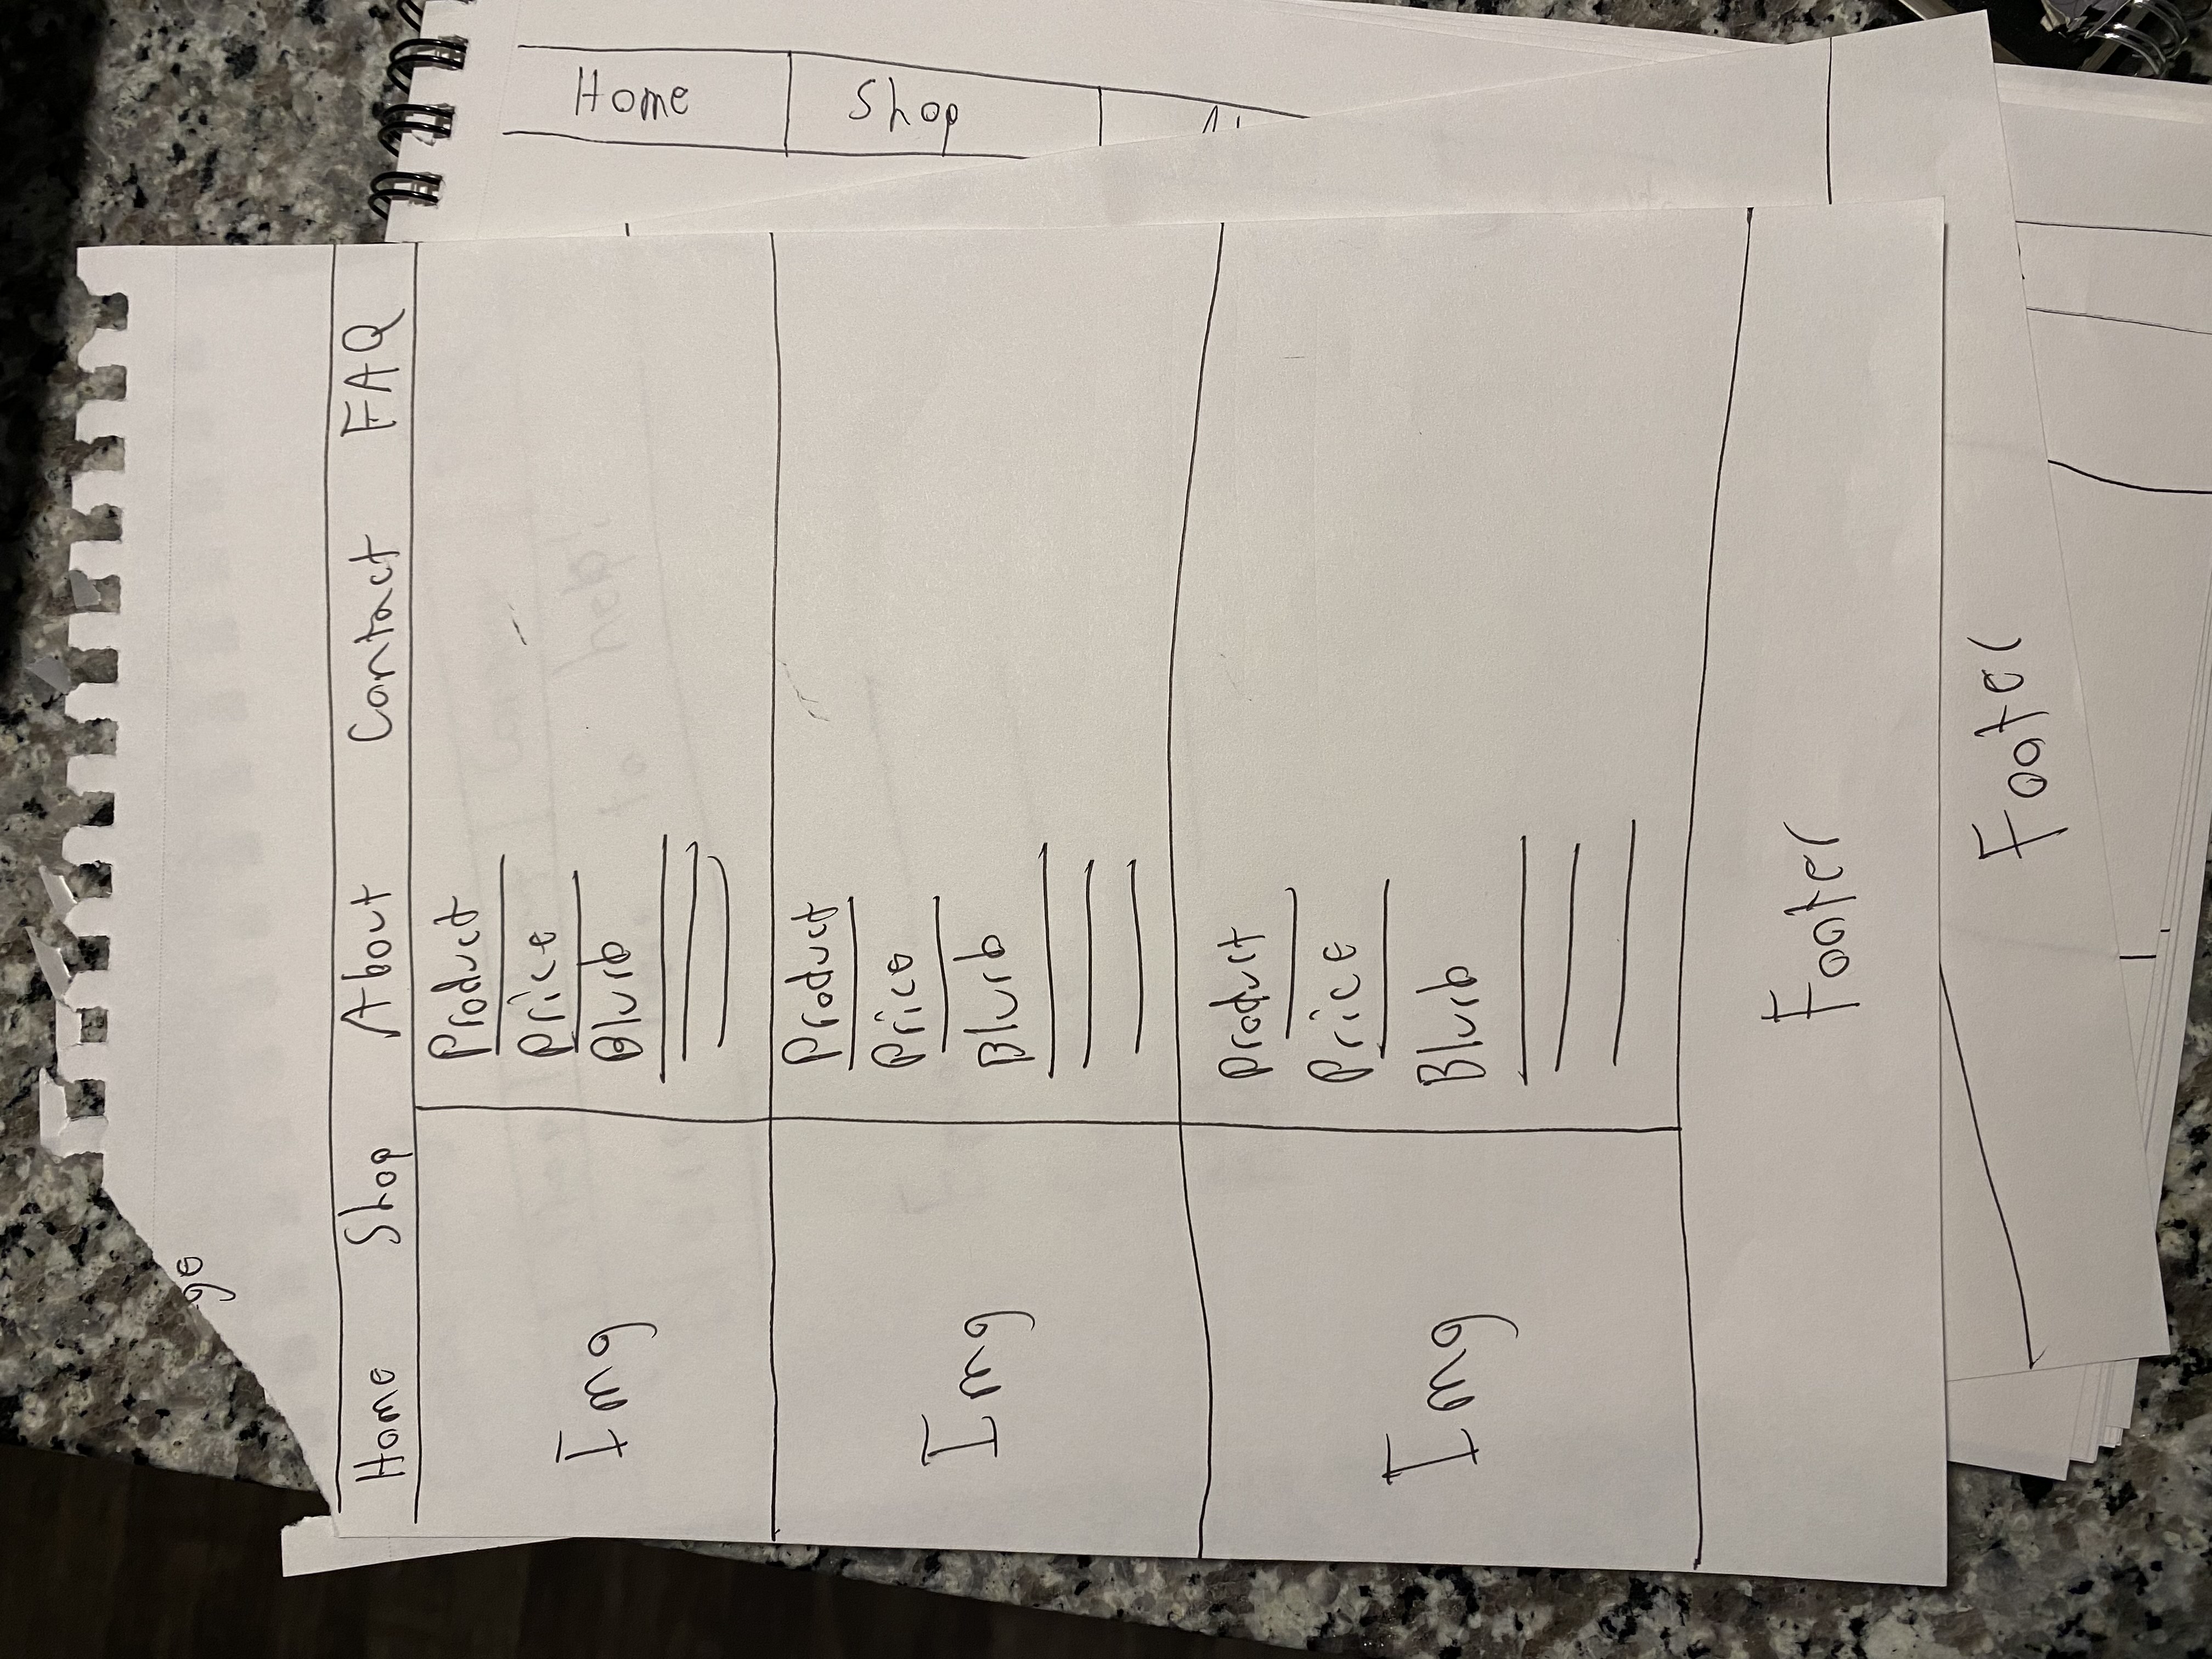 ge
Home Shop About Contact FAQ
Img
Product
Price
Blurb
Img
Product
Price
Blurb
Img
Product
Price
Blurb
Footer
Footer
Home
Shop